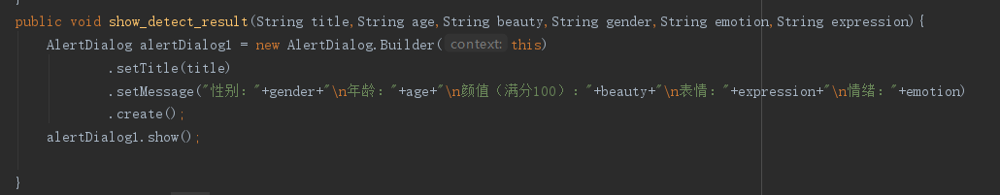 }
public void show_detect_result(String title,String age,String beauty,String gender,String emotion,String expression){
AlertDialog alertDialog1 = new AlertDialog.Builder( context: this)
.setTitle(title)
.setMessage("性别："+gender+"\n年龄："+age+"\n颜值（满分100）："+beauty+"\n表情："+expression+"\n情绪："+emotion)
.create();
alertDialog1.show();
}